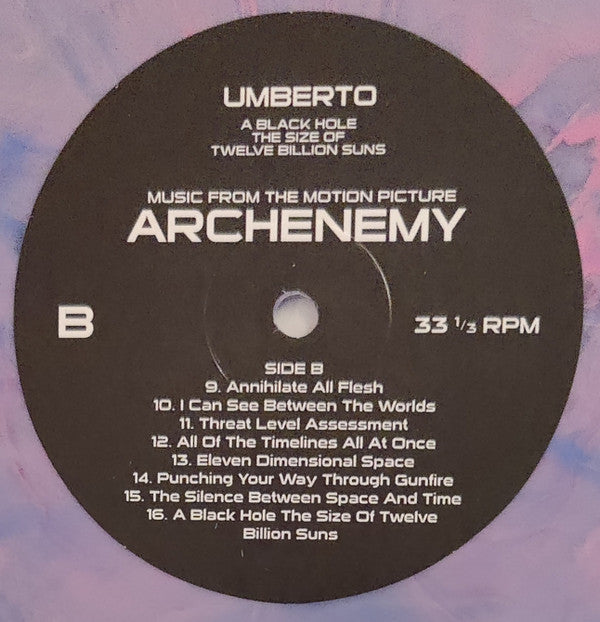 UMBERTO
A BLACK HOLE
THE SIZE OF
TWELVE BILLION SUNS
MUSIC FROM THE MOTION PICTURE
ARCHENEMY
B
33 1/3 RPM
SIDE B
9. Annihilate All Flesh
10. I Can See Between The Worlds
11. Threat Level Assessment
12. All Of The Timelines All At Once
13. Eleven Dimensional Space
14. Punching Your Way Through Gunfire
15. The Silence Between Space And Time
16. A Black Hole The Size Of Twelve
Billion Suns